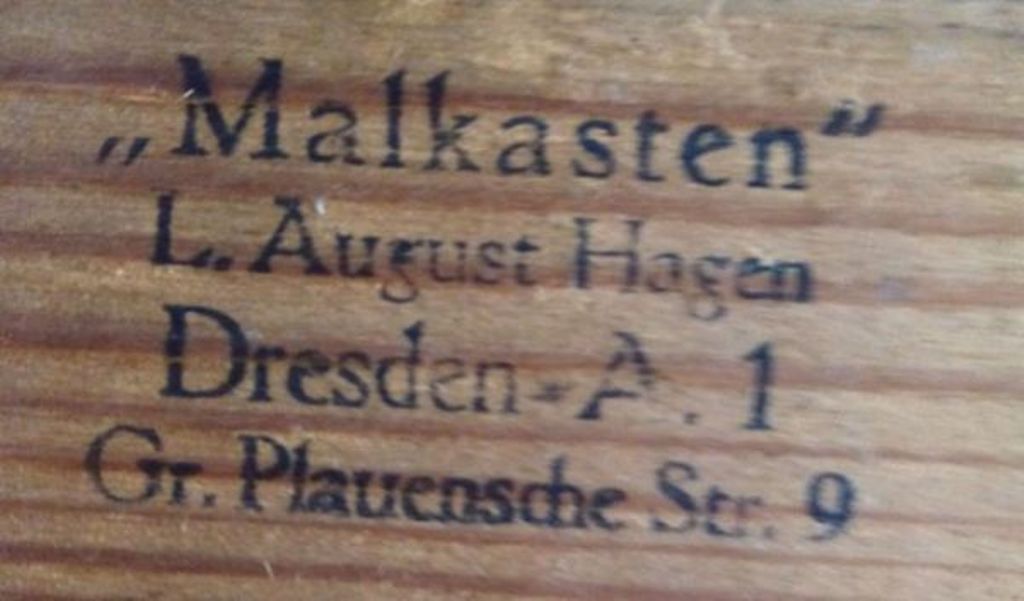 „Malkasten“
L. August Hagen
Dresden-A. 1
Gr. Plauensche Str. 9